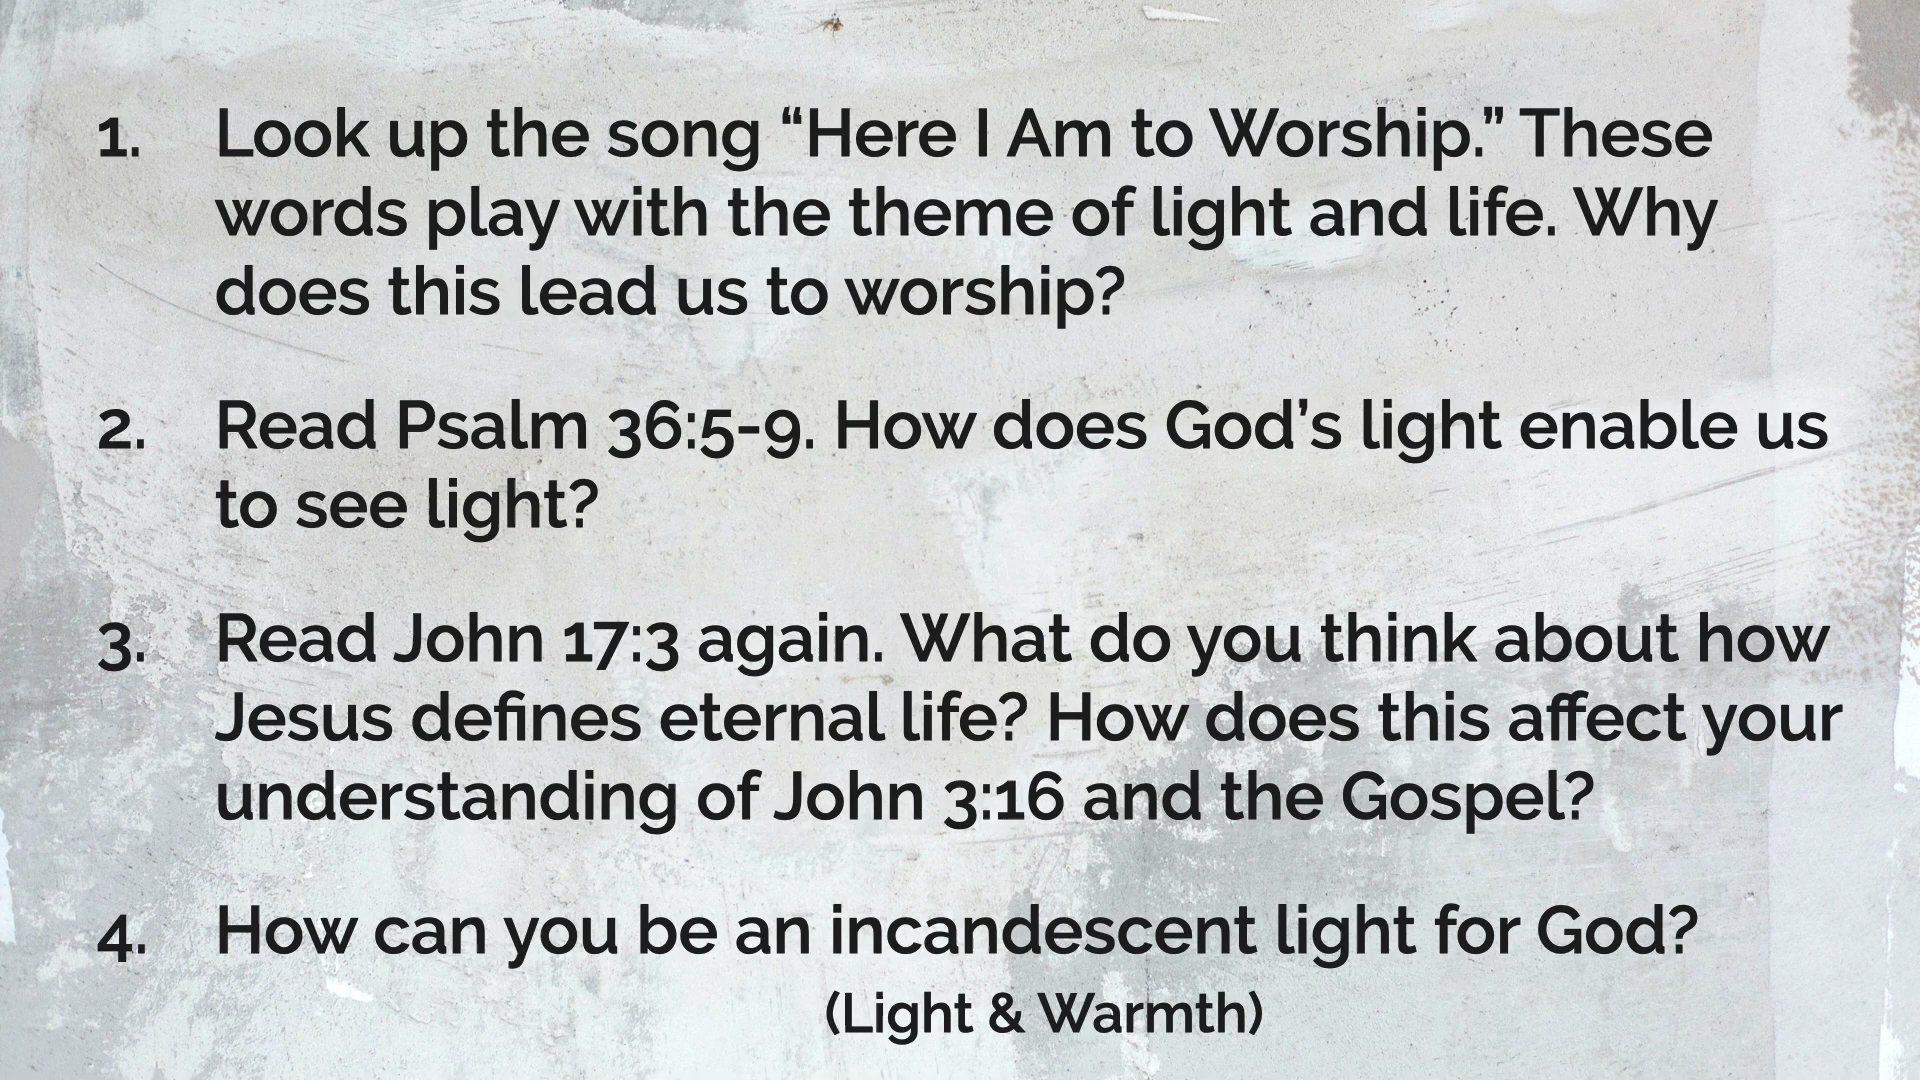 1. Look up the song “Here I Am to Worship.” These
words play with the theme of light and life. Why
does this lead us to worship?
2. Read Psalm 36:5-9. How does God’s light enable us
to see light?
3. Read John 17:3 again. What do you think about how
Jesus defines eternal life? How does this affect your
understanding of John 3:16 and the Gospel?
4. How can you be an incandescent light for God?
(Light & Warmth)